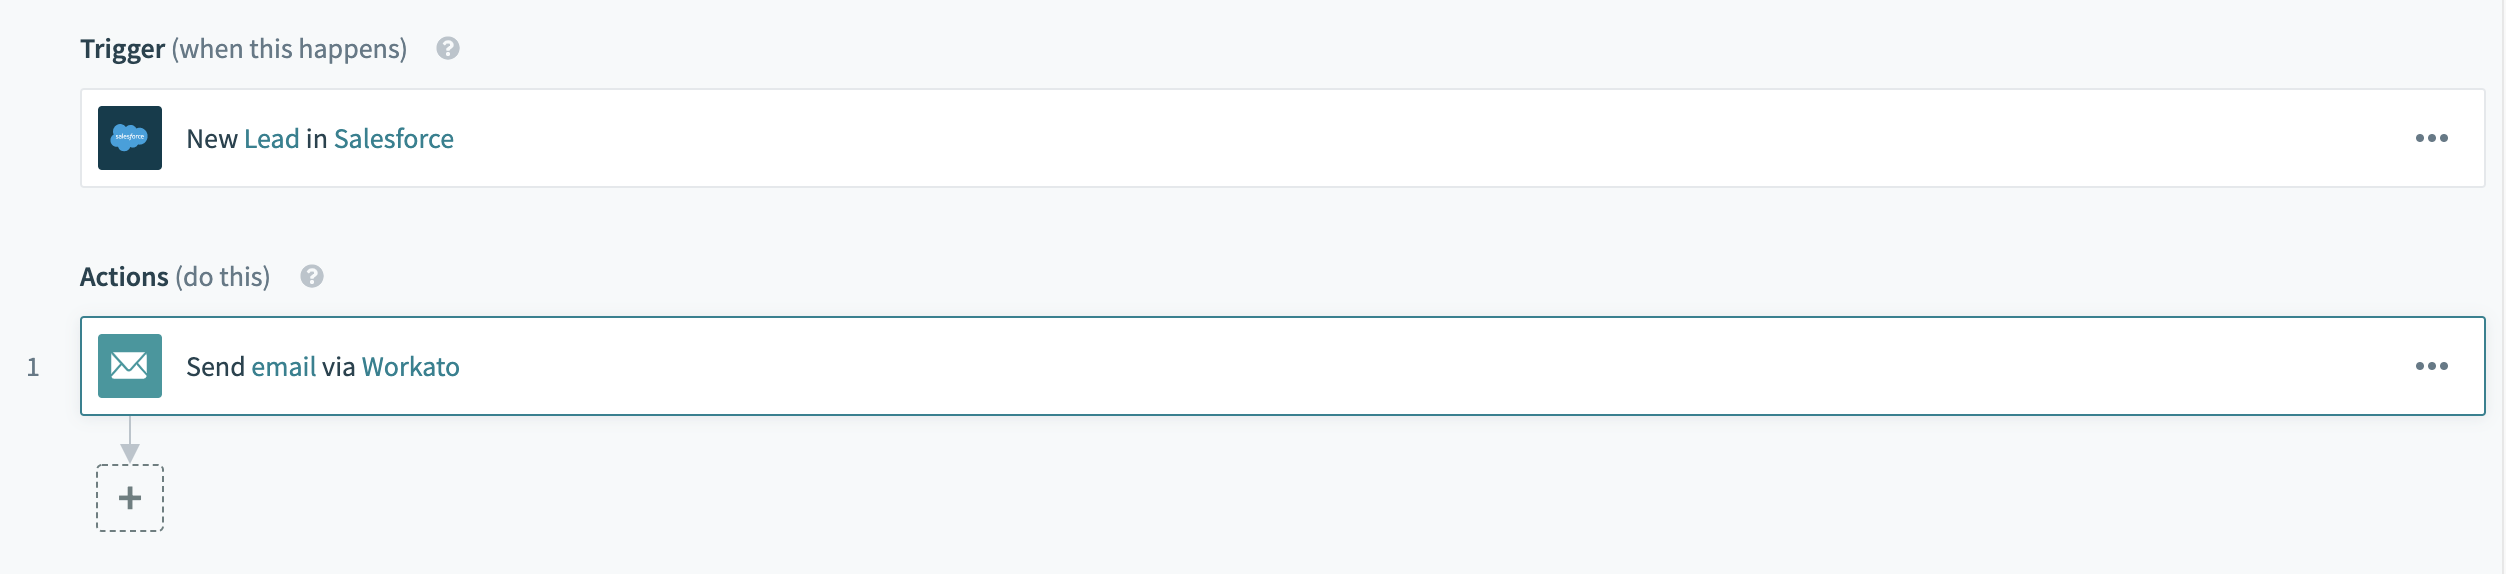 Trigger (when this happens) ?
salesforce
New Lead in Salesforce
Actions (do this) ?
1
Send email via Workato